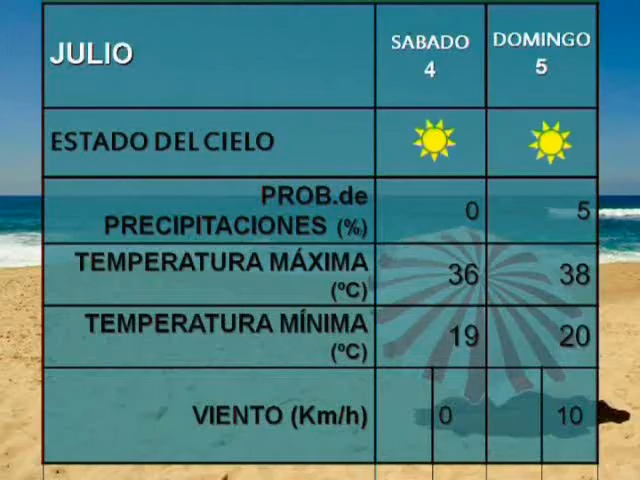 JULIO
SABADO
4
DOMINGO
5
ESTADO DEL CIELO
PROB.de
PRECIPITACIONES (%)
0
5
TEMPERATURA MÁXIMA
(ºC)
36
38
TEMPERATURA MÍNIMA
(ºC)
19
20
VIENTO (Km/h)
0
10